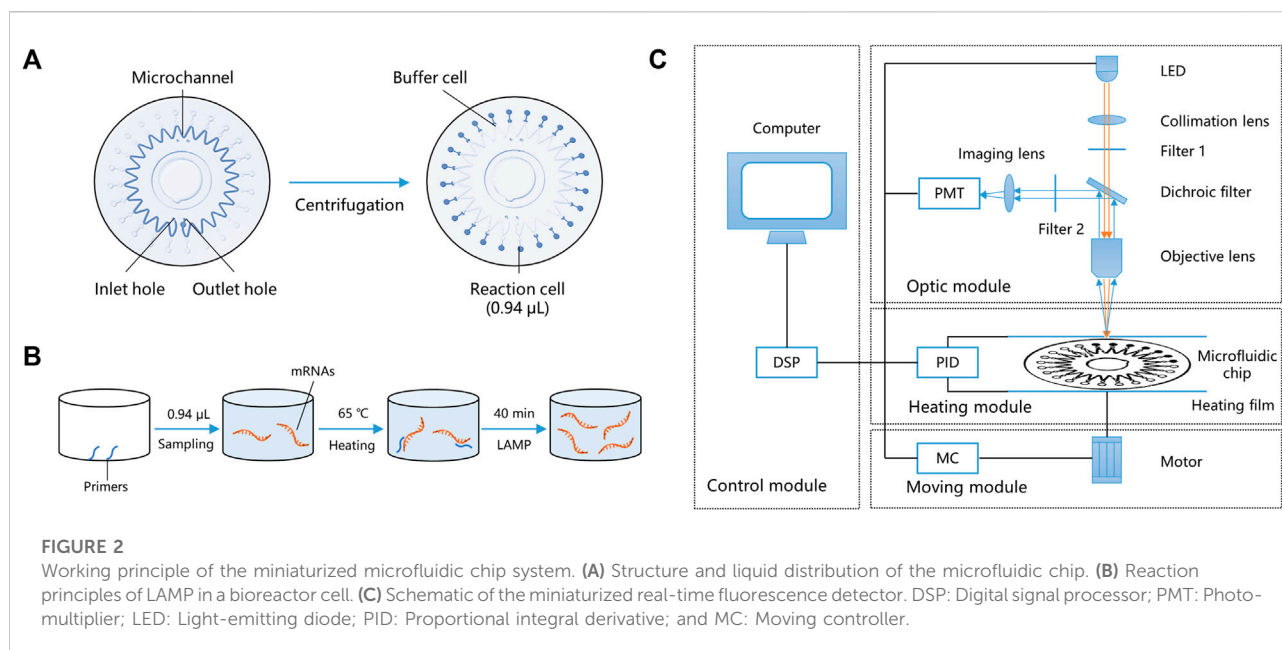 A
Microchannel
Buffer cell
Centrifugation
Inlet hole
Outlet hole
Reaction cell
(0.94 µL)
B
mRNAs
0.94 µL
Sampling
65 ℃
Heating
40 min
LAMP
Primers
C
LED
Collimation lens
Computer
Imaging lens
Filter 1
PMT
Dichroic filter
Filter 2
Objective lens
Optic module
DSP
PID
Microfluidic
chip
Heating module
Heating film
MC
Motor
Control module
Moving module
FIGURE 2
Working principle of the miniaturized microfluidic chip system. (A) Structure and liquid distribution of the microfluidic chip. (B) Reaction
principles of LAMP in a bioreactor cell. (C) Schematic of the miniaturized real-time fluorescence detector. DSP: Digital signal processor; PMT: Photo-
multiplier; LED: Light-emitting diode; PID: Proportional integral derivative; and MC: Moving controller.